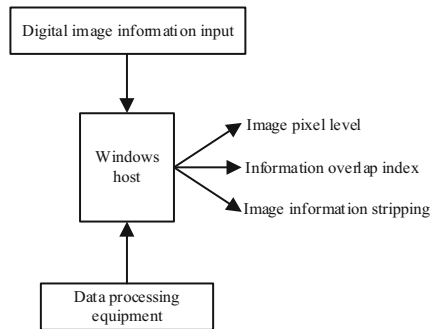 Digital image information input
Windows
host
Image pixel level
Information overlap index
Image information stripping
Data processing
equipment